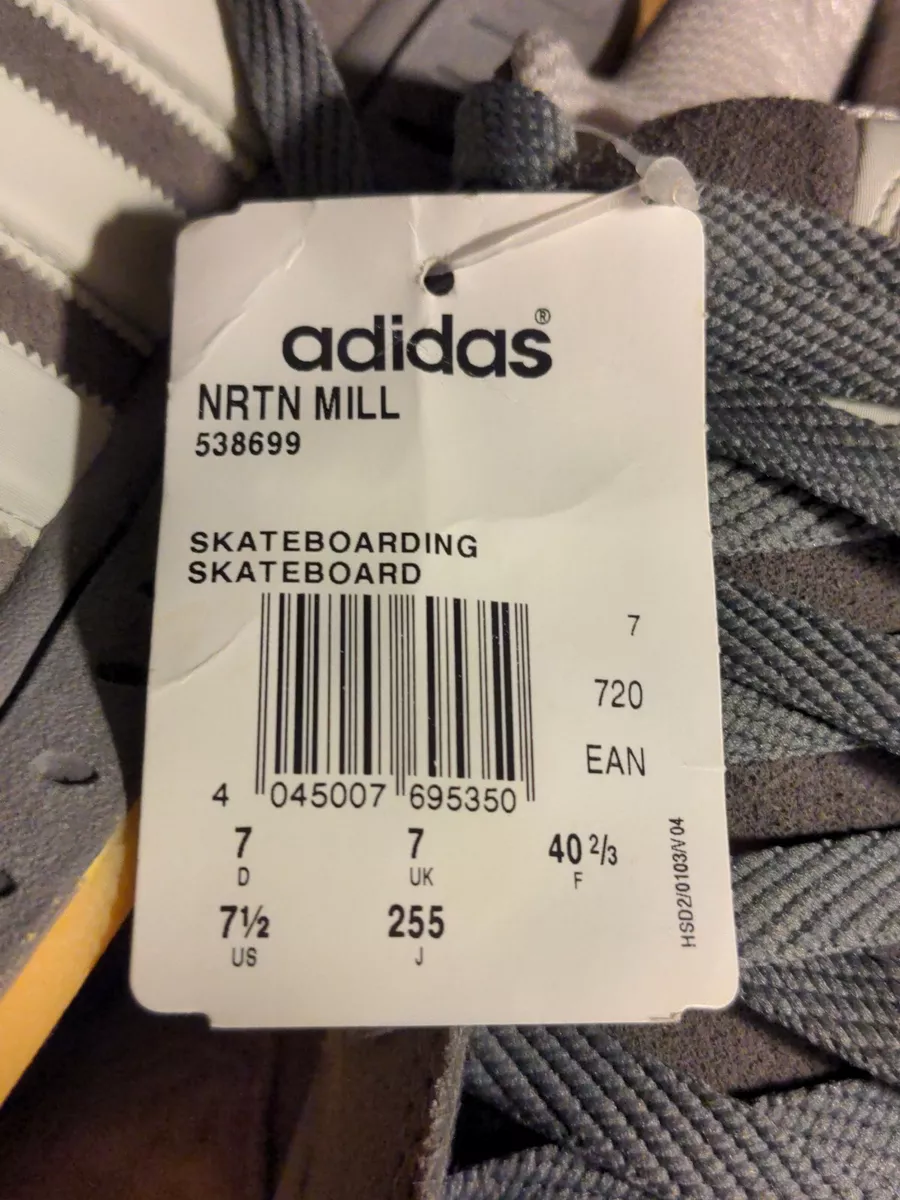 adidas®
NRTN MILL
538699
SKATEBOARDING
SKATEBOARD
7
720
EAN
4 045007 695350
7 7 40 2/3
D UK F
7½ 255
US J
HSD2/0103/V04